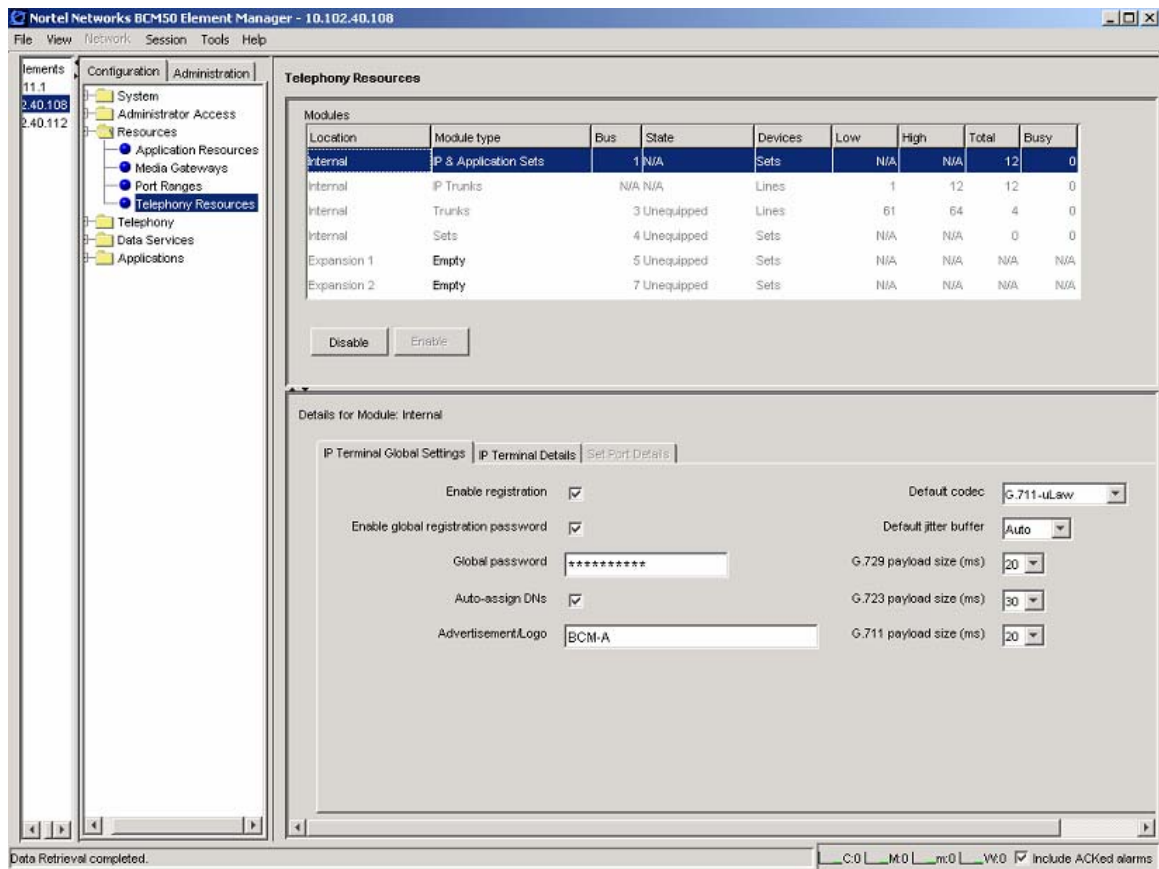 Nortel Networks BCM50 Element Manager - 10.102.40.108
File View Network Session Tools Help
lements
11.1
2.40.108
2.40.112
Configuration Administration
System
Administrator Access
Resources
Application Resources
Media Gateways
Port Ranges
Telephony Resources
Telephony
Data Services
Applications
Telephony Resources
Modules
Location Module type Bus State Devices Low High Total Busy
Internal IP & Application Sets 1 N/A Sets N/A N/A 12 0
Internal IP Trunks N/A N/A Lines 1 12 12 0
Internal Trunks 3 Unequipped Lines 61 64 4 0
Internal Sets 4 Unequipped Sets N/A N/A 0 0
Expansion 1 Empty 5 Unequipped Sets N/A N/A N/A N/A
Expansion 2 Empty 7 Unequipped Sets N/A N/A N/A N/A
Disable Enable
Details for Module: Internal
IP Terminal Global Settings IP Terminal Details Set Port Details
Enable registration Default codec G.711-uLaw
Enable global registration password Default jitter buffer Auto
Global password ********** G.729 payload size (ms) 20
Auto-assign DNs G.723 payload size (ms) 30
Advertisement/Logo BCM-A G.711 payload size (ms) 20
Data Retrieval completed.
C:0 M:0 m:0 W:0 Include ACKed alarms